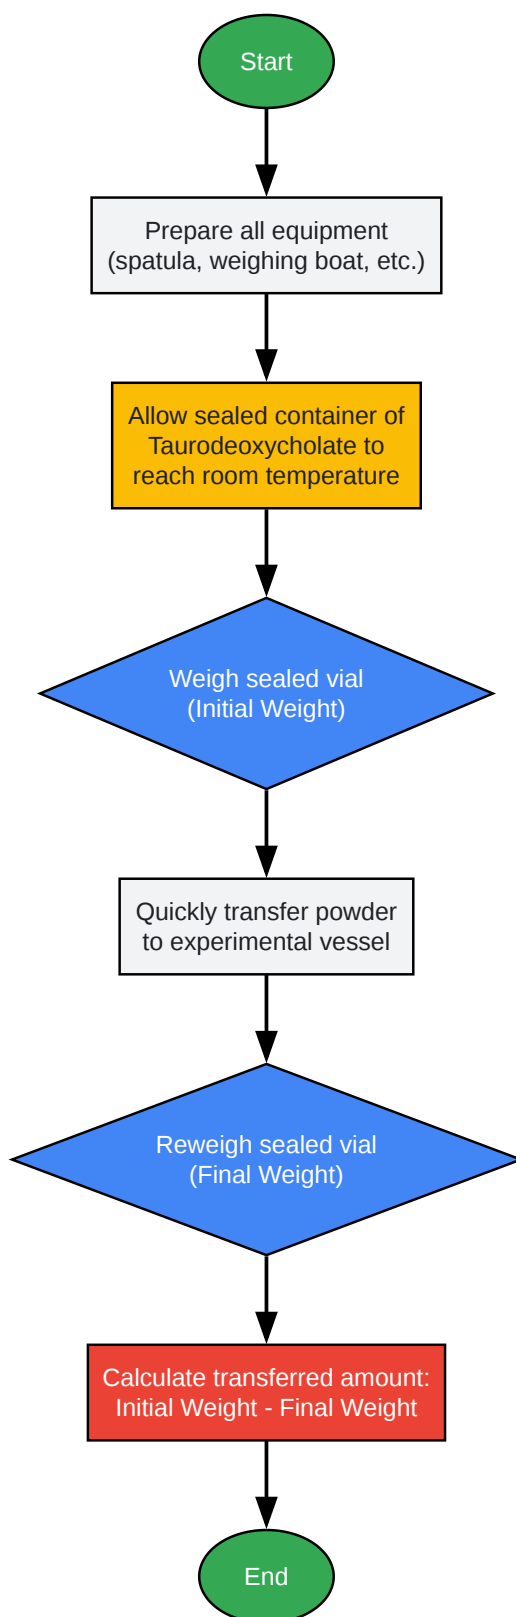 Start
Prepare all equipment
(spatula, weighing boat, etc.)
Allow sealed container of
Taurodeoxycholate to
reach room temperature
Weigh sealed vial
(Initial Weight)
Quickly transfer powder
to experimental vessel
Reweigh sealed vial
(Final Weight)
Calculate transferred amount:
Initial Weight - Final Weight
End